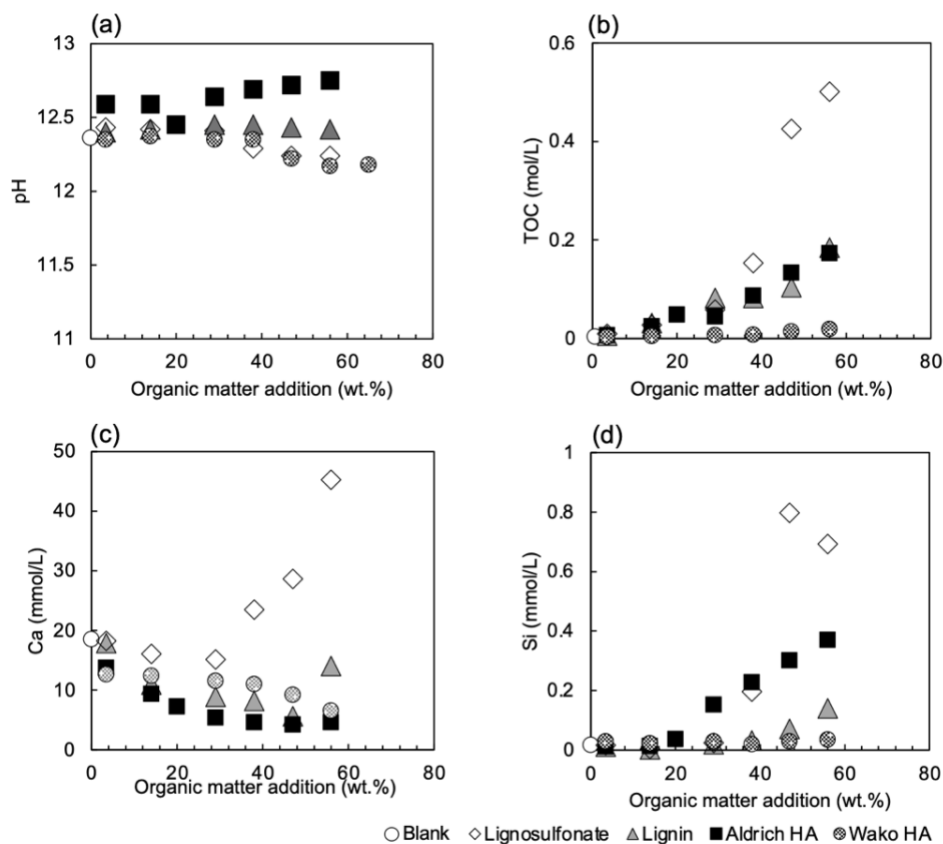 (a)
13
12.5
12
11.5
11
pH
0 20 40 60 80
Organic matter addition (wt.%)
(b)
0.6
0.4
0.2
0
TOC (mol/L)
0 20 40 60 80
Organic matter addition (wt.%)
(c)
50
40
30
20
10
0
Ca (mmol/L)
0 20 40 60 80
Organic matter addition (wt.%)
(d)
1
0.8
0.6
0.4
0.2
0
Si (mmol/L)
0 20 40 60 80
Organic matter addition (wt.%)
Blank Lignosulfonate Lignin Aldrich HA Wako HA